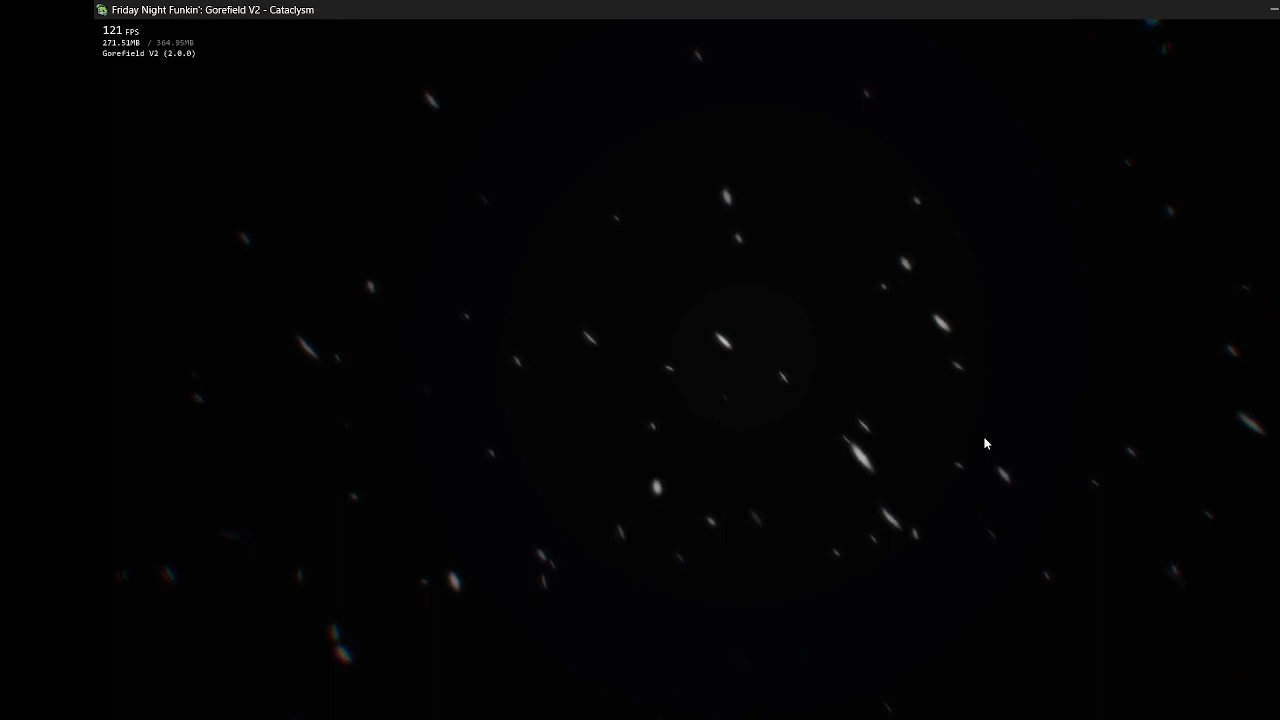 Friday Night Funkin': Gorefield V2 - Cataclysm
121 FPS
271.51MB / 364.95MB
Gorefield V2 (2.0.0)